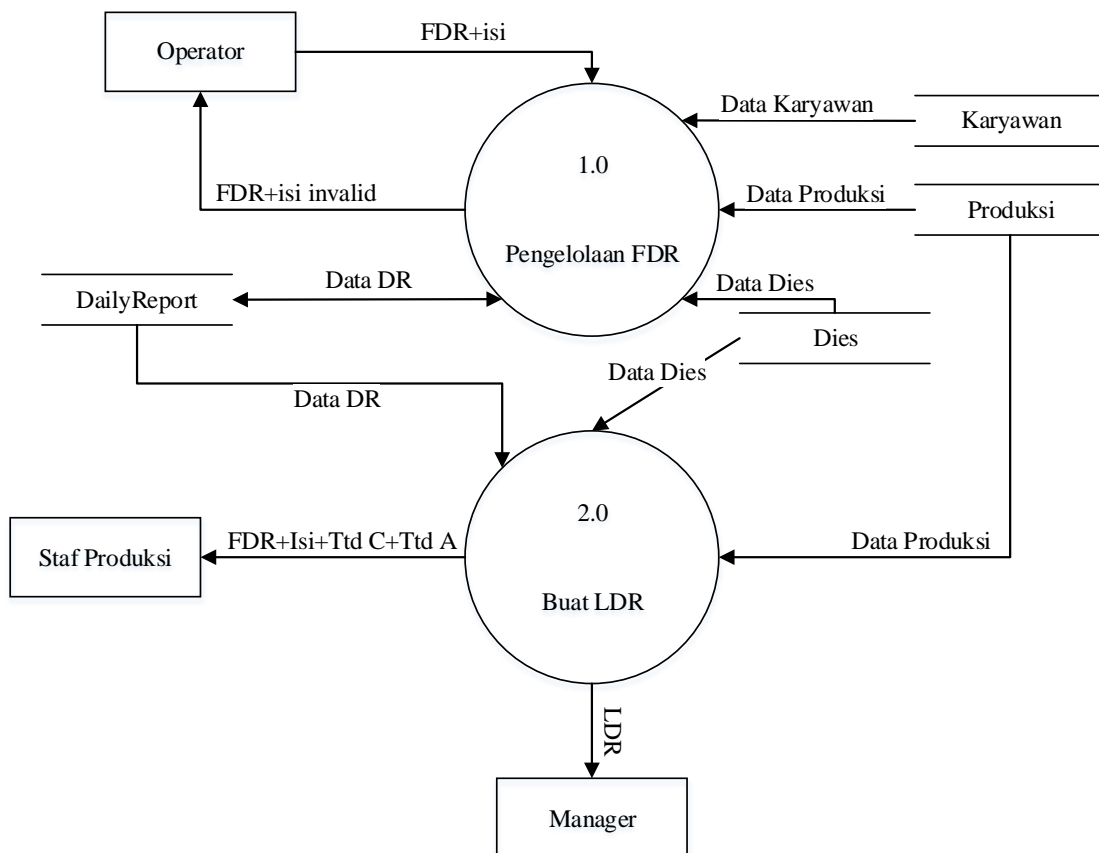 FDR+isi
Operator
Data Karyawan
Karyawan
1.0
FDR+isi invalid
Data Produksi
Produksi
Pengelolaan FDR
Data DR
Data Dies
DailyReport
Dies
Data Dies
Data DR
2.0
FDR+Isi+Ttd C+Ttd A
Data Produksi
Staf Produksi
Buat LDR
LDR
Manager